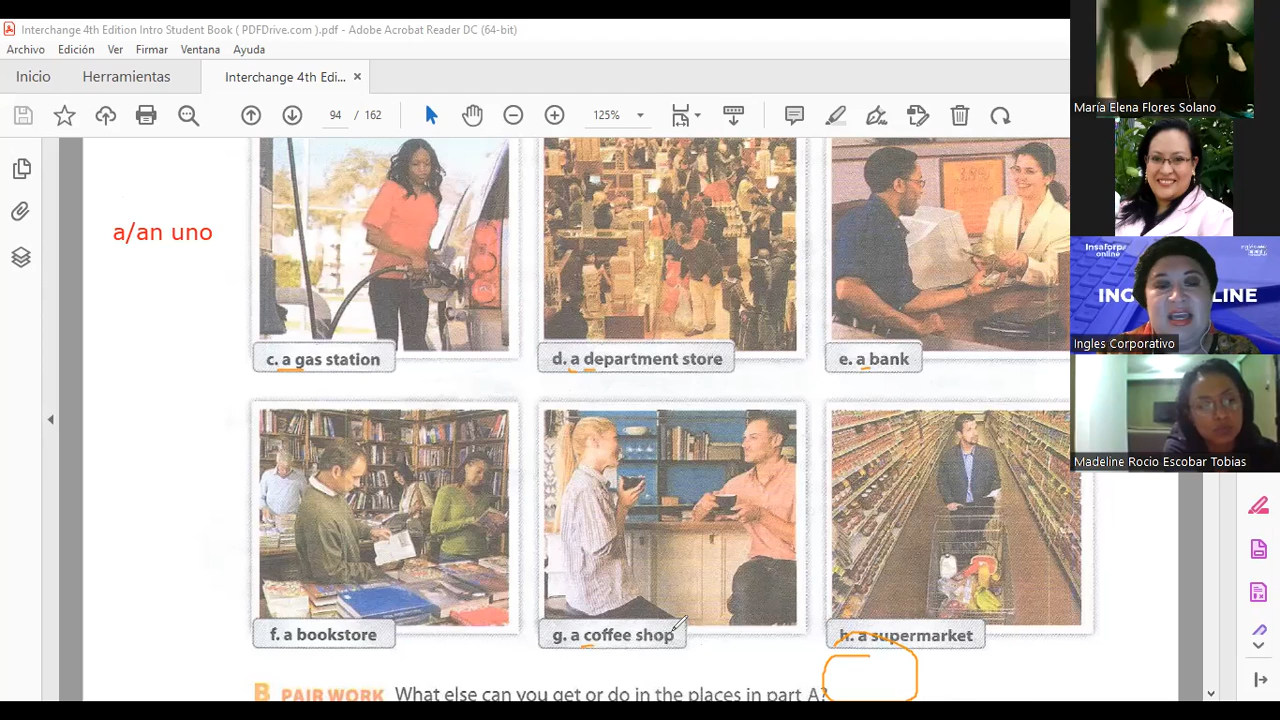 Interchange 4th Edition Intro Student Book ( PDFDrive.com ).pdf - Adobe Acrobat Reader DC (64-bit)
Archivo Edición Ver Firmar Ventana Ayuda
Inicio Herramientas Interchange 4th Edi... ×
94 / 162 125%
a/an uno
c. a gas station
d. a department store
e. a bank
f. a bookstore
g. a coffee shop
h. a supermarket
B PAIR WORK What else can you get or do in the places in part A?
María Elena Flores Solano
Insaforp
online
ING LINE
Ingles Corporativo
Madeline Rocio Escobar Tobias